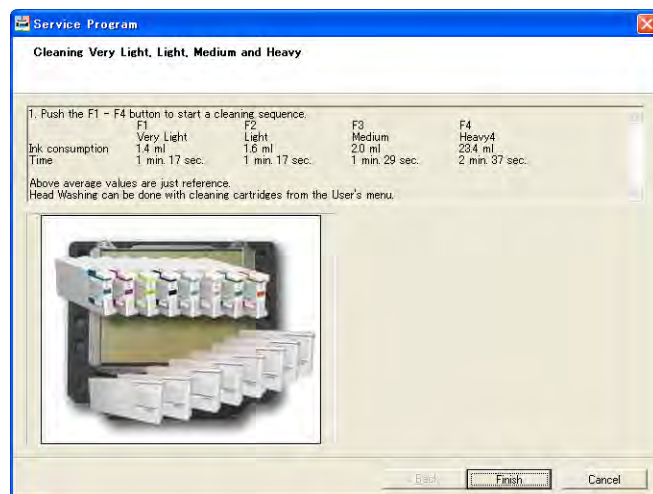 Service Program
Cleaning Very Light, Light, Medium and Heavy
1. Push the F1 - F4 button to start a cleaning sequence.
F1 F2 F3 F4
Very Light Light Medium Heavy4
Ink consumption 1.4 ml 1.6 ml 2.0 ml 23.4 ml
Time 1 min. 17 sec. 1 min. 17 sec. 1 min. 29 sec. 2 min. 37 sec.
Above average values are just reference.
Head Washing can be done with cleaning cartridges from the User's menu.
< Back Finish Cancel